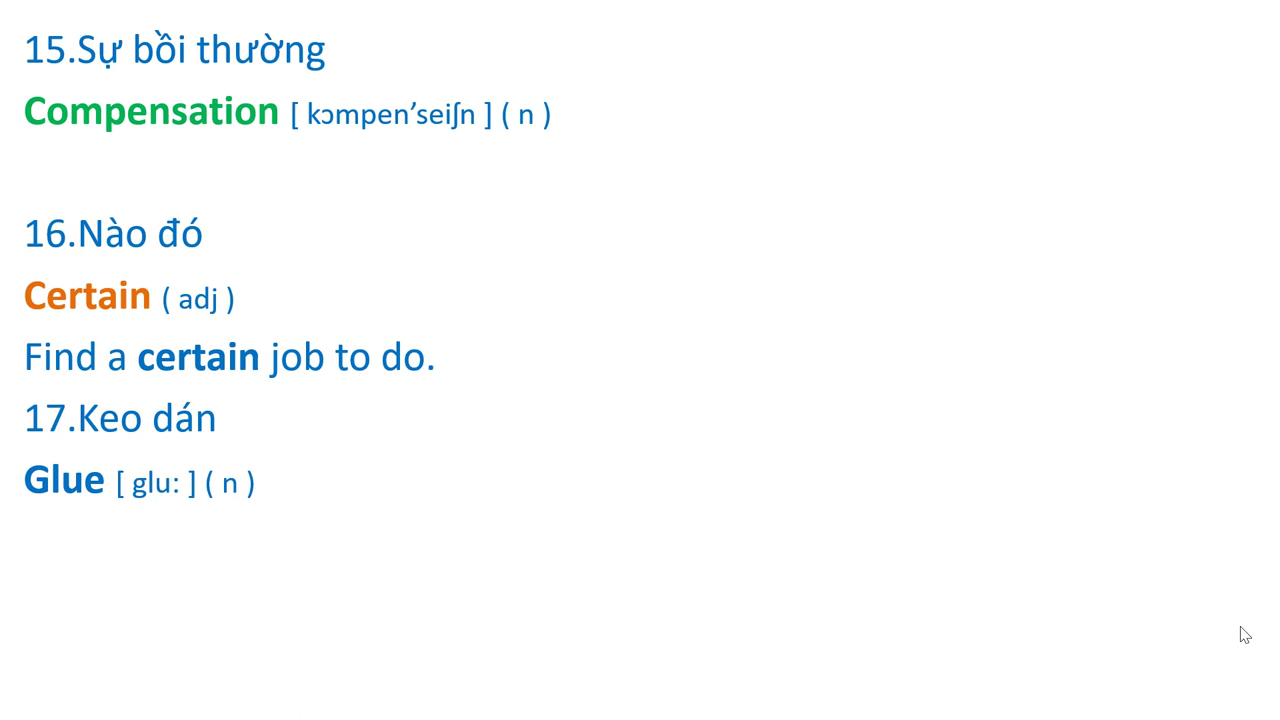 15.Sự bồi thường
Compensation [ kɔmpen’seiʃn ] ( n )
16.Nào đó
Certain ( adj )
Find a certain job to do.
17.Keo dán
Glue [ glu: ] ( n )